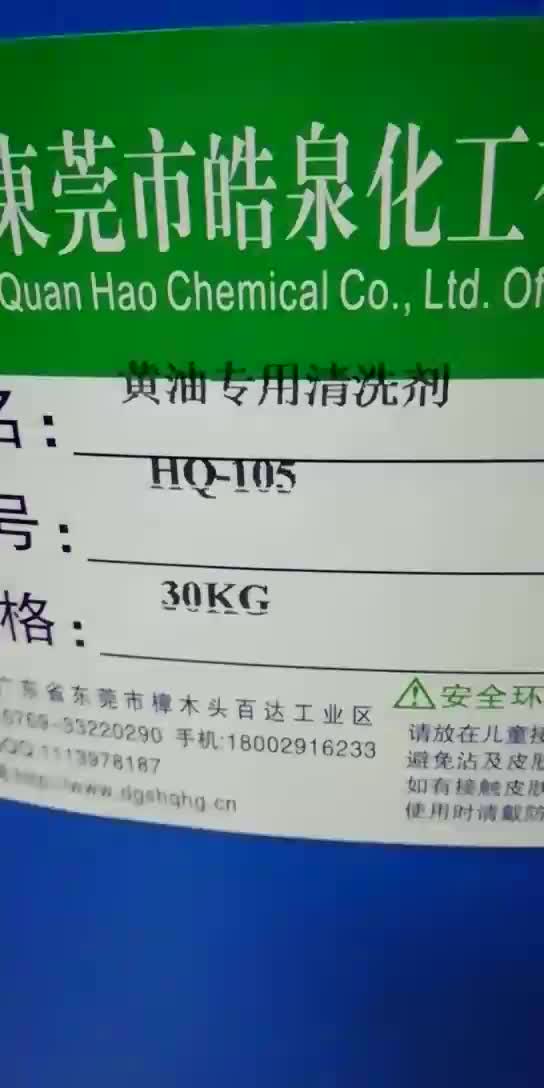 東莞市皓泉化工
Quan Hao Chemical Co., Ltd. Of
名: 黄油专用清洗剂
号: HQ-105
格: 30KG
广东省东莞市樟木头百达工业区
0769-33220290 手机:18002916233
QQ:1113978187
http://www.dgshqhg.cn
安全环
请放在儿童接
避免沾及皮肤
如有接触皮肤
使用时请戴防